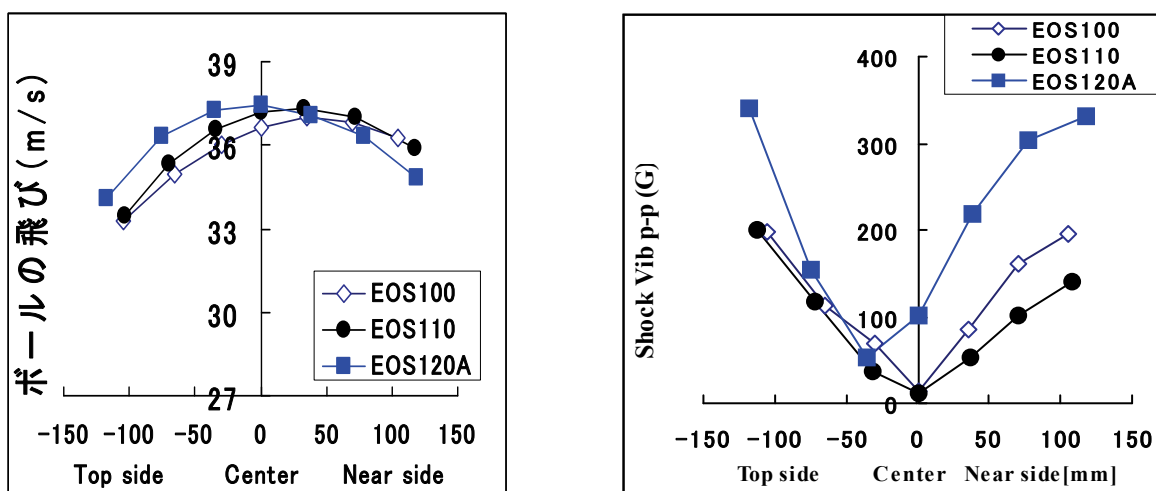 ボールの飛び(m/s)
39
36
33
30
27
EOS100
EOS110
EOS120A
-150 -100 -50 0 50 100 150
Top side Center Near side
EOS100
EOS110
EOS120A
Shock Vib p-p (G)
400
300
200
100
0
-150 -100 -50 0 50 100 150
Top side Center Near side[mm]